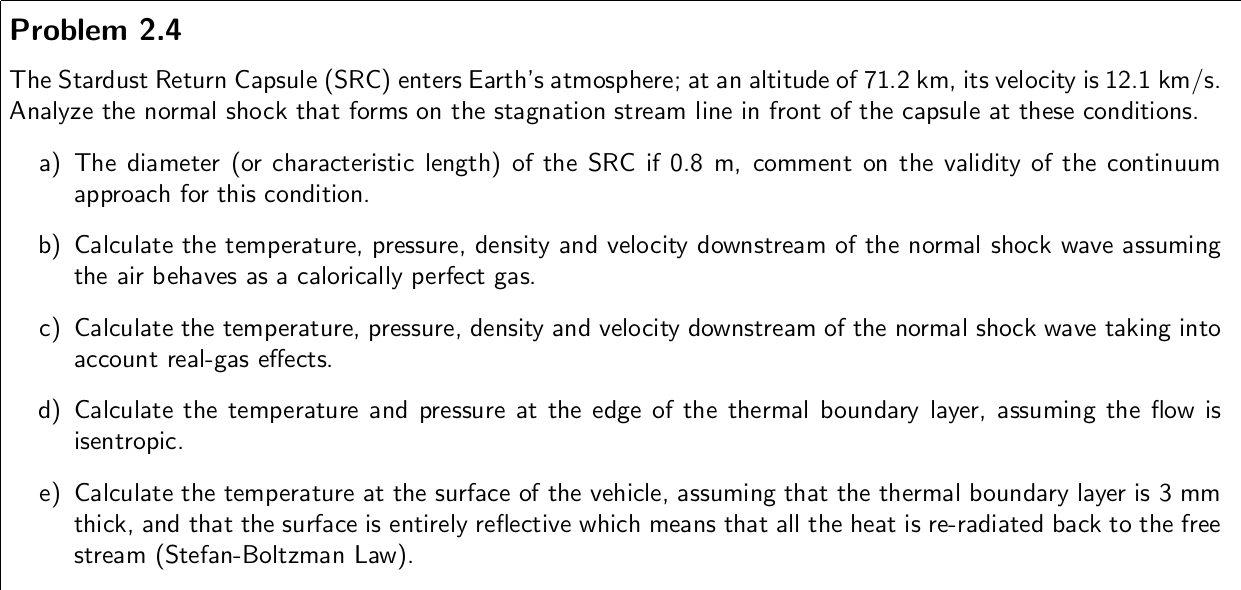 Problem 2.4
The Stardust Return Capsule (SRC) enters Earth's atmosphere; at an altitude of 71.2 km, its velocity is 12.1 km/s.
Analyze the normal shock that forms on the stagnation stream line in front of the capsule at these conditions.
a) The diameter (or characteristic length) of the SRC if 0.8 m, comment on the validity of the continuum
approach for this condition.
b) Calculate the temperature, pressure, density and velocity downstream of the normal shock wave assuming
the air behaves as a calorically perfect gas.
c) Calculate the temperature, pressure, density and velocity downstream of the normal shock wave taking into
account real-gas effects.
d) Calculate the temperature and pressure at the edge of the thermal boundary layer, assuming the flow is
isentropic.
e) Calculate the temperature at the surface of the vehicle, assuming that the thermal boundary layer is 3 mm
thick, and that the surface is entirely reflective which means that all the heat is re-radiated back to the free
stream (Stefan-Boltzman Law).